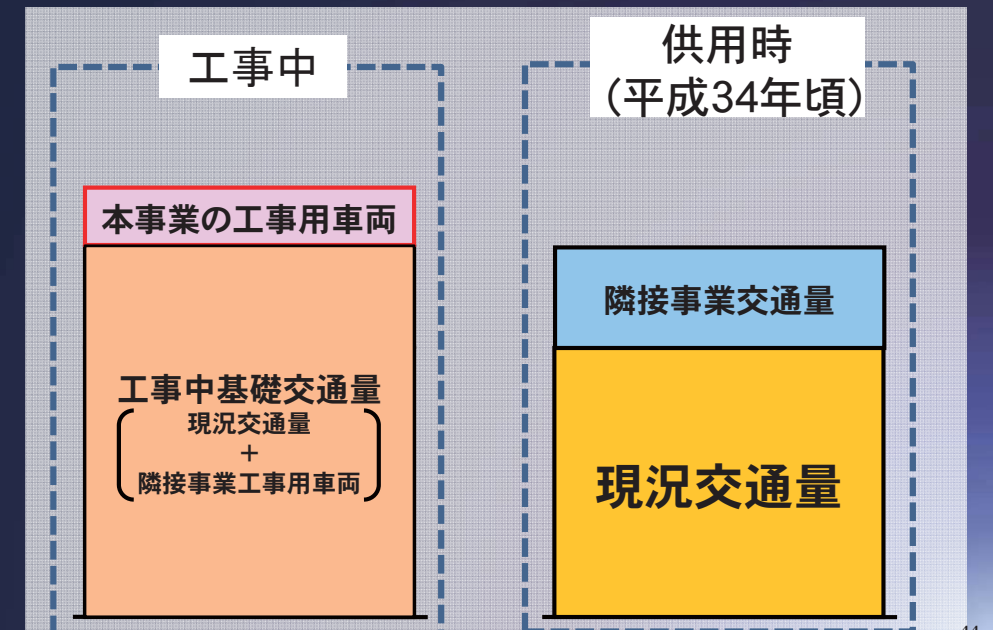 工事中
本事業の工事用車両
工事中基礎交通量
現況交通量
+
隣接事業工事用車両
供用時
(平成34年頃)
隣接事業交通量
現況交通量